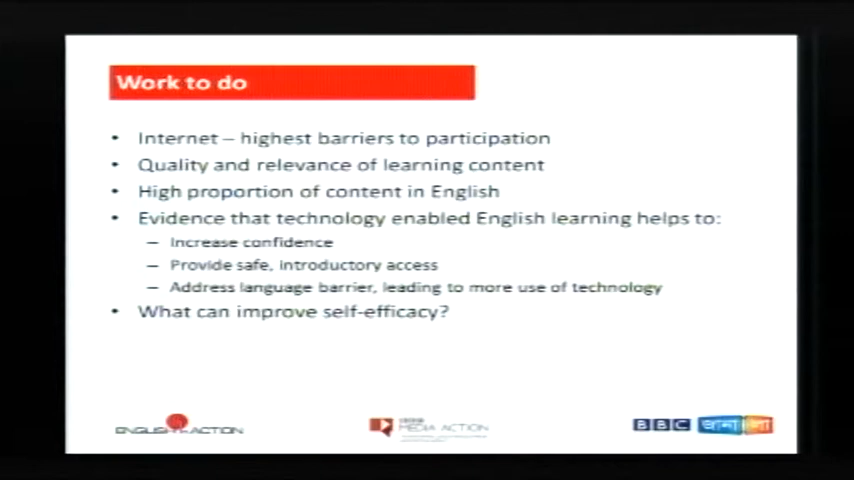 Work to do
• Internet – highest barriers to participation
• Quality and relevance of learning content
• High proportion of content in English
• Evidence that technology enabled English learning helps to:
– Increase confidence
– Provide safe, introductory access
– Address language barrier, leading to more use of technology
• What can improve self-efficacy?
ENGLISH IN ACTION
MEDIA ACTION
BBC জানালা